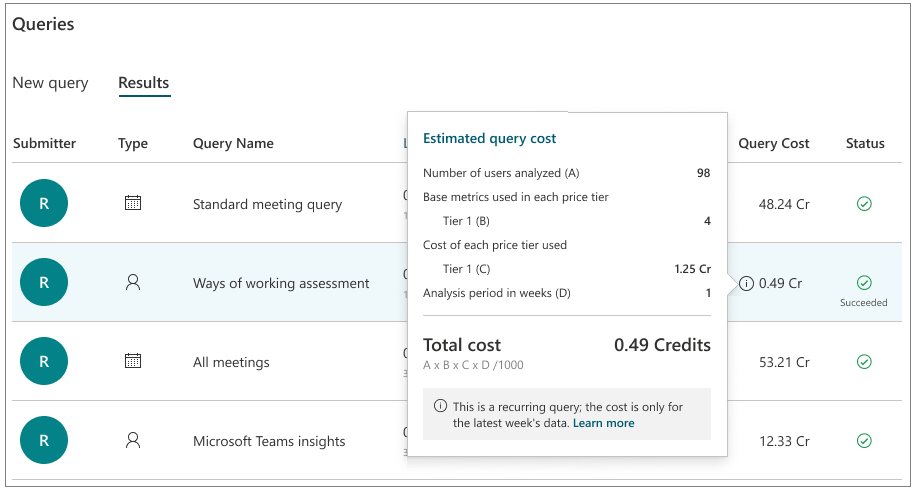 Queries
New query Results
Submitter Type Query Name Query Cost Status
R Standard meeting query 48.24 Cr
R Ways of working assessment 0.49 Cr
Succeeded
R All meetings 53.21 Cr
R Microsoft Teams insights 12.33 Cr
Estimated query cost
Number of users analyzed (A) 98
Base metrics used in each price tier
Tier 1 (B) 4
Cost of each price tier used
Tier 1 (C) 1.25 Cr
Analysis period in weeks (D) 1
Total cost 0.49 Credits
A x B x C x D /1000
This is a recurring query; the cost is only for
the latest week's data. Learn more